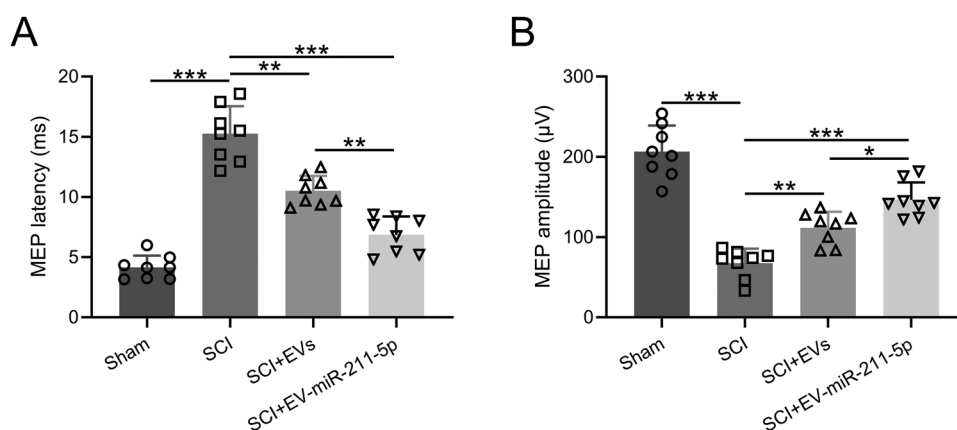 A
MEP latency (ms)
20
15
10
5
0
***
***
**
**
Sham
SCI
SCI+EVs
SCI+EV-miR-211-5p
B
MEP amplitude (µV)
300
200
100
0
***
***
*
**
Sham
SCI
SCI+EVs
SCI+EV-miR-211-5p